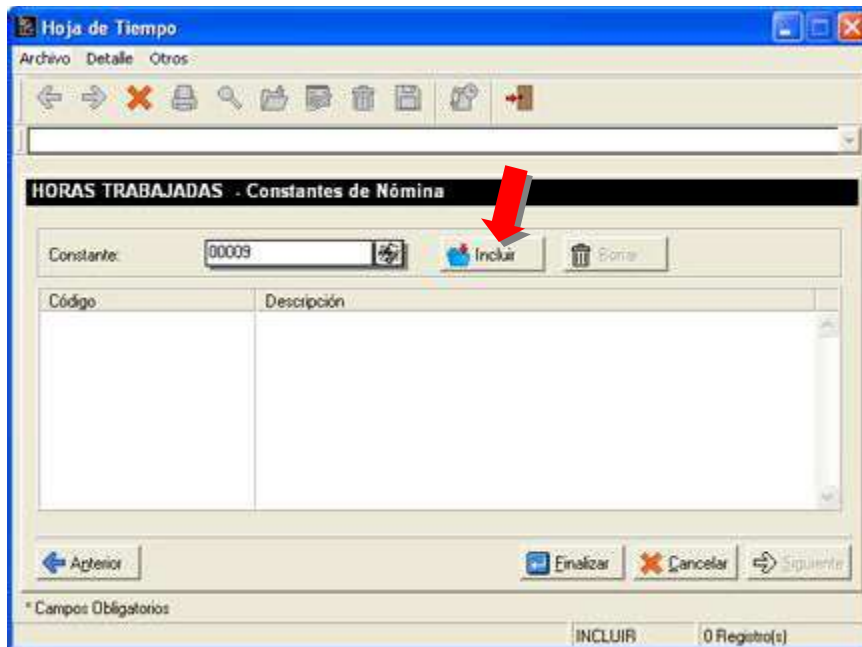 Hoja de Tiempo
Archivo Detalle Otros
HORAS TRABAJADAS - Constantes de Nómina
Constante: 00009 Incluir Borrar
Código Descripción
Anterior Finalizar Cancelar Siguiente
* Campos Obligatorios
INCLUIR 0 Registro(s)